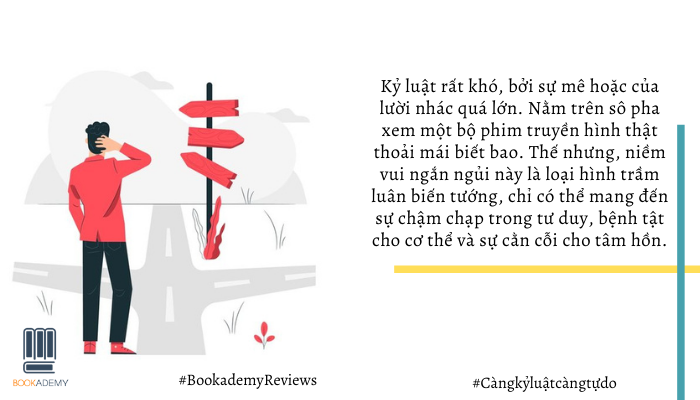 Kỷ luật rất khó, bởi sự mê hoặc của
lười nhác quá lớn. Nằm trên sô pha
xem một bộ phim truyền hình thật
thoải mái biết bao. Thế nhưng, niềm
vui ngắn ngủi này là loại hình trầm
luân biến tướng, chỉ có thể mang đến
sự chậm chạp trong tư duy, bệnh tật
cho cơ thể và sự cằn cỗi cho tâm hồn.
BOOKADEMY
#BookademyReviews
#Càngkỷluậtcàngtựdo